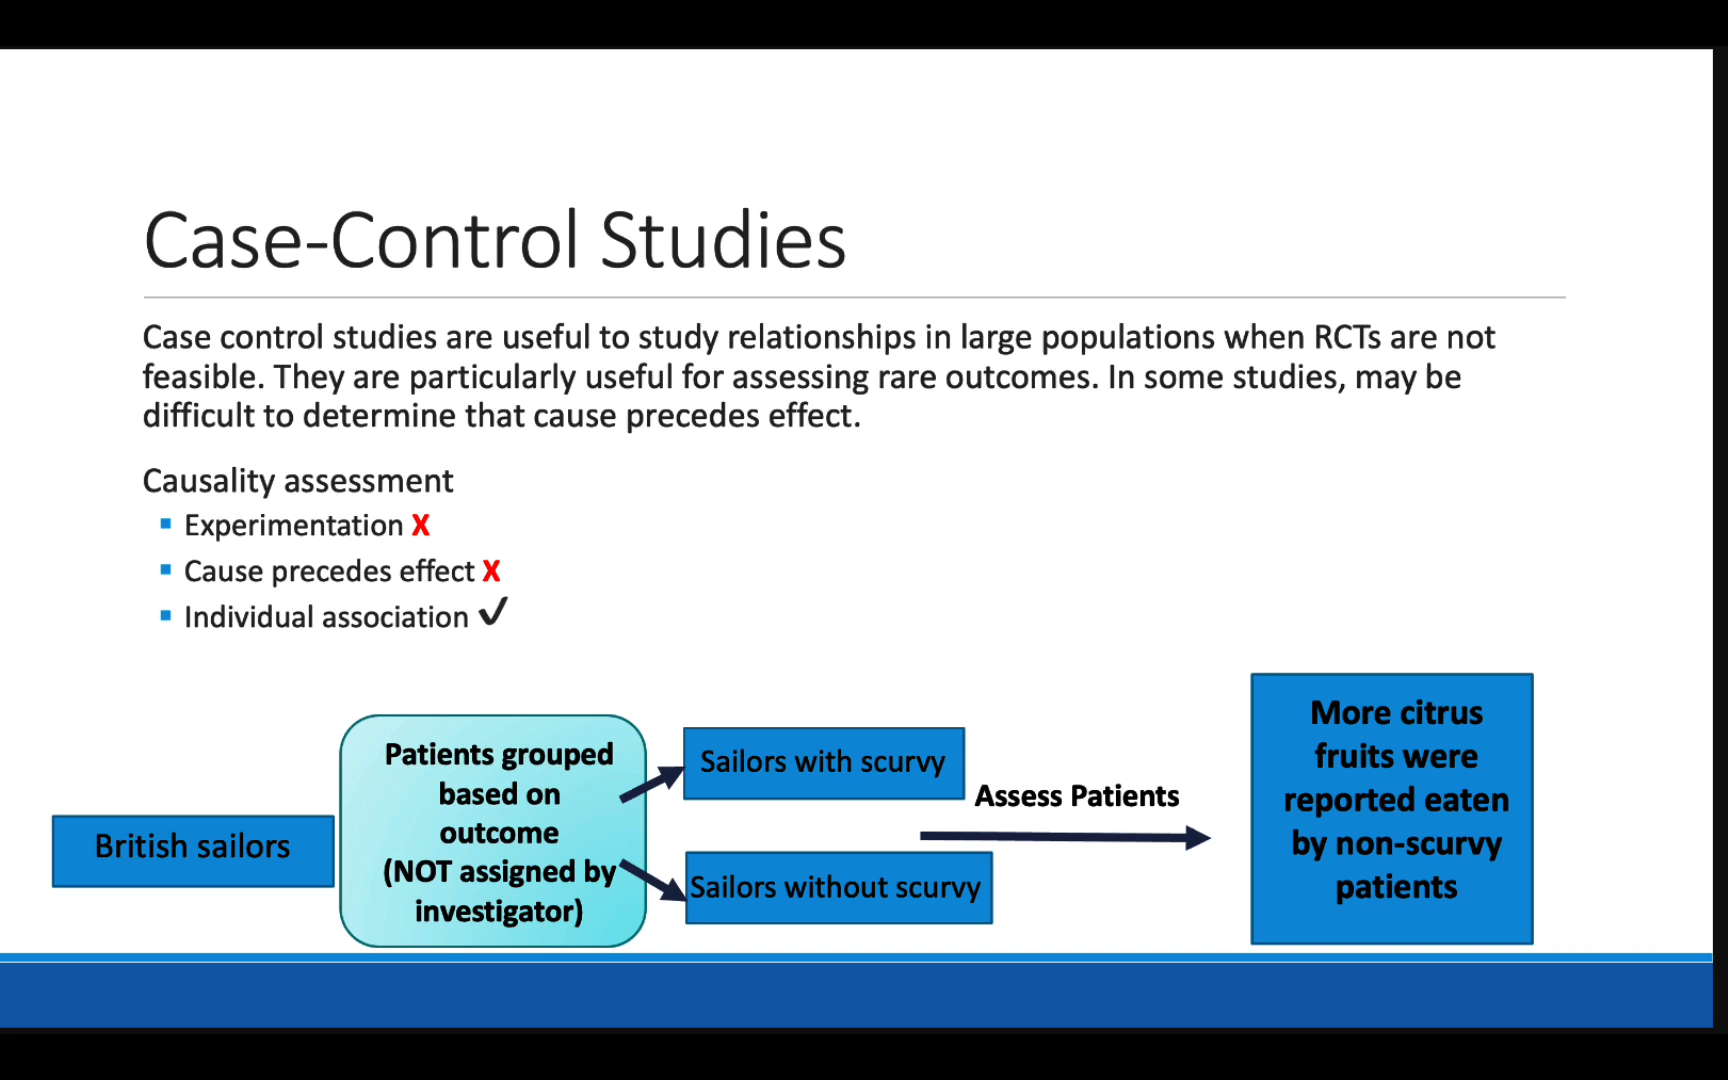 Case-Control Studies
Case control studies are useful to study relationships in large populations when RCTs are not
feasible. They are particularly useful for assessing rare outcomes. In some studies, may be
difficult to determine that cause precedes effect.
Causality assessment
▪ Experimentation X
▪ Cause precedes effect X
▪ Individual association ✓
British sailors
Patients grouped
based on
outcome
(NOT assigned by
investigator)
Sailors with scurvy
Sailors without scurvy
Assess Patients
More citrus
fruits were
reported eaten
by non-scurvy
patients